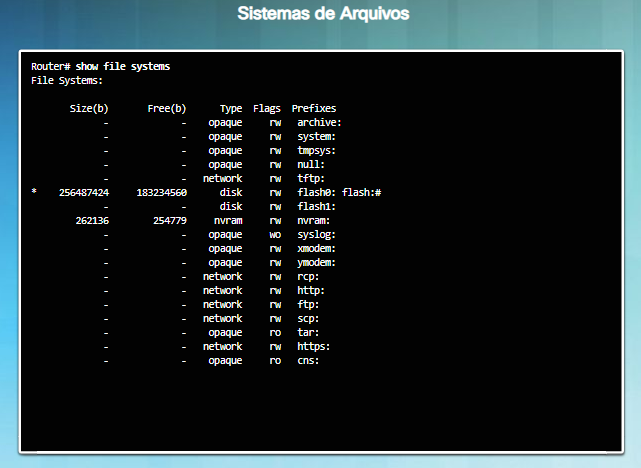 Sistemas de Arquivos
Router# show file systems
File Systems:
Size(b) Free(b) Type Flags Prefixes
- - opaque rw archive:
- - opaque rw system:
- - opaque rw tmpsys:
- - opaque rw null:
- - network rw tftp:
* 256487424 183234560 disk rw flash0: flash:#
- - disk rw flash1:
262136 254779 nvram rw nvram:
- - opaque wo syslog:
- - opaque rw xmodem:
- - opaque rw ymodem:
- - network rw rcp:
- - network rw http:
- - network rw ftp:
- - network rw scp:
- - opaque ro tar:
- - network rw https:
- - opaque ro cns: